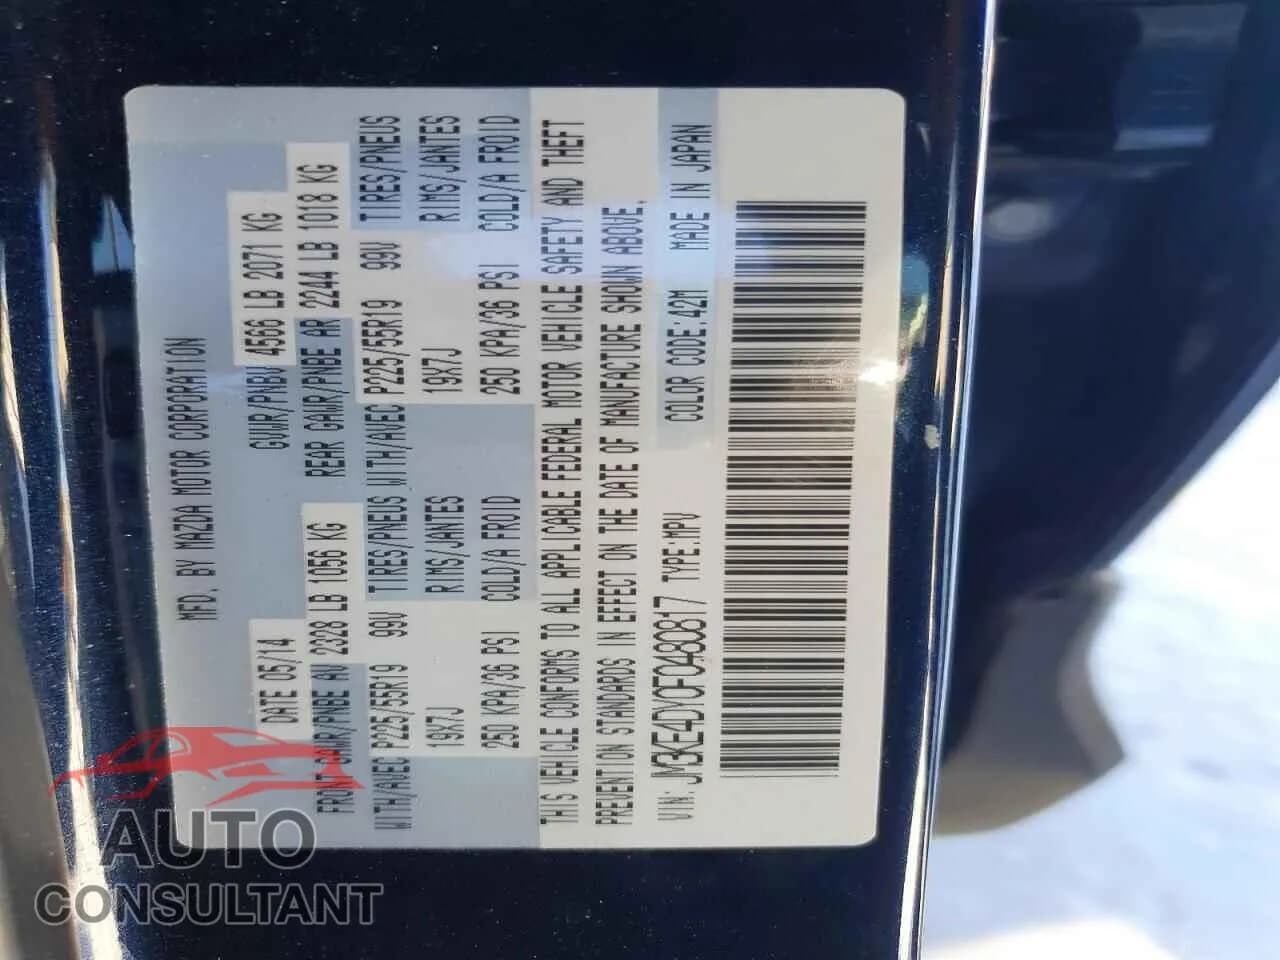 MFD. BY MAZDA MOTOR CORPORATION
DATE 05/14 GVWR/PNBV 4566 LB 2071 KG
FRONT GAWR/PNBE AV 2328 LB 1056 KG REAR GAWR/PNBE AR 2244 LB 1018 KG
WITH/AVEC P225/55R19 99V TIRES/PNEUS WITH/AVEC P225/55R19 99V TIRES/PNEUS
19X7J RIMS/JANTES 19X7J RIMS/JANTES
250 KPA/36 PSI COLD/A FROID 250 KPA/36 PSI COLD/A FROID
THIS VEHICLE CONFORMS TO ALL APPLICABLE FEDERAL MOTOR VEHICLE SAFETY AND THEFT
PREVENTION STANDARDS IN EFFECT ON THE DATE OF MANUFACTURE SHOWN ABOVE.
VIN: JM3KE4DY0F0480817 TYPE:MPV COLOR CODE:42M MADE IN JAPAN
AUTO
CONSULTANT